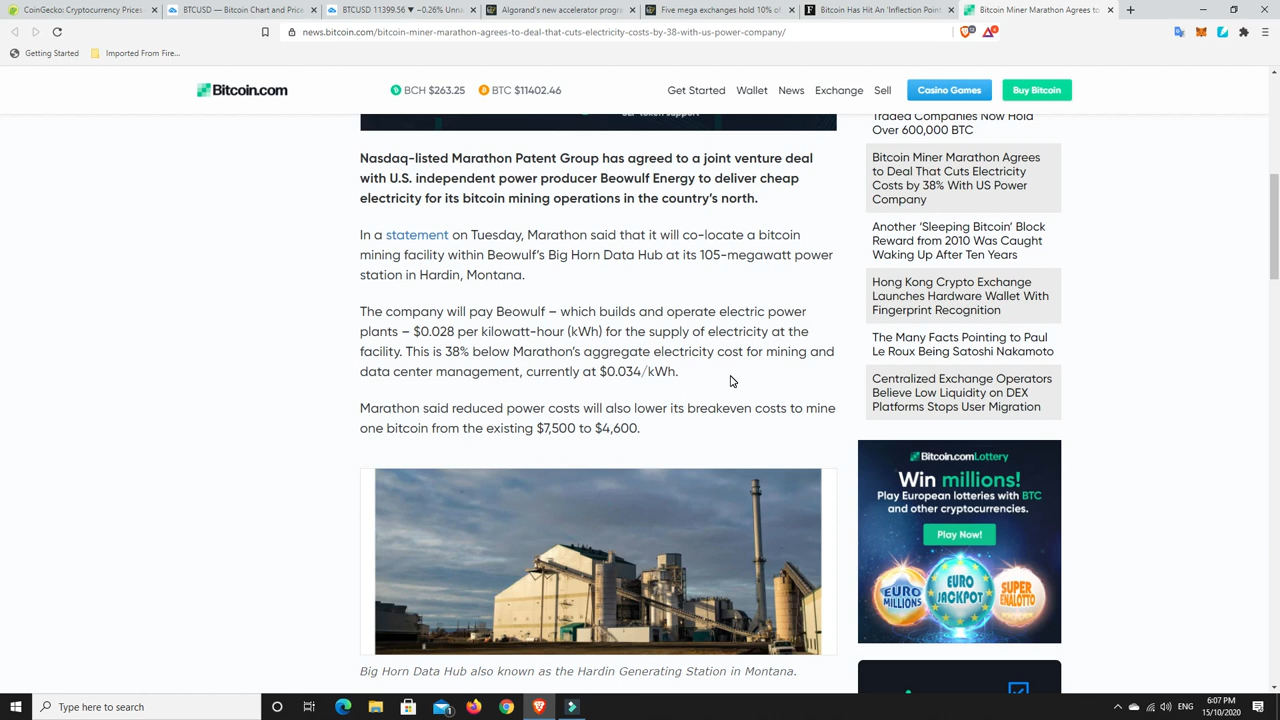 CoinGecko: Cryptocurrency Prices
BTCUSD — Bitcoin Chart and Price
BTCUSD 11399.56 ▼ −0.26% Unna
Algorand's new accelerator progr
Five mega exchanges hold 10% of
Bitcoin Has Hit An 'Inflection Point
Bitcoin Miner Marathon Agrees to
news.bitcoin.com/bitcoin-miner-marathon-agrees-to-deal-that-cuts-electricity-costs-by-38-with-us-power-company/
Getting Started
Imported From Fire...
Bitcoin.com
BCH $263.25
BTC $11402.46
Get Started
Wallet
News
Exchange
Sell
Casino Games
Buy Bitcoin
SLP token support
Nasdaq-listed Marathon Patent Group has agreed to a joint venture deal
with U.S. independent power producer Beowulf Energy to deliver cheap
electricity for its bitcoin mining operations in the country's north.
In a statement on Tuesday, Marathon said that it will co-locate a bitcoin
mining facility within Beowulf's Big Horn Data Hub at its 105-megawatt power
station in Hardin, Montana.
The company will pay Beowulf – which builds and operate electric power
plants – $0.028 per kilowatt-hour (kWh) for the supply of electricity at the
facility. This is 38% below Marathon's aggregate electricity cost for mining and
data center management, currently at $0.034/kWh.
Marathon said reduced power costs will also lower its breakeven costs to mine
one bitcoin from the existing $7,500 to $4,600.
Big Horn Data Hub also known as the Hardin Generating Station in Montana.
Traded Companies Now Hold
Over 600,000 BTC
Bitcoin Miner Marathon Agrees
to Deal That Cuts Electricity
Costs by 38% With US Power
Company
Another 'Sleeping Bitcoin' Block
Reward from 2010 Was Caught
Waking Up After Ten Years
Hong Kong Crypto Exchange
Launches Hardware Wallet With
Fingerprint Recognition
The Many Facts Pointing to Paul
Le Roux Being Satoshi Nakamoto
Centralized Exchange Operators
Believe Low Liquidity on DEX
Platforms Stops User Migration
Bitcoin.com Lottery
Win millions!
Play European lotteries with BTC
and other cryptocurrencies.
Play Now!
EURO
MILLIONS
EURO
JACKPOT
SUPER
ENALOTTO
Type here to search
ENG
6:07 PM
15/10/2020